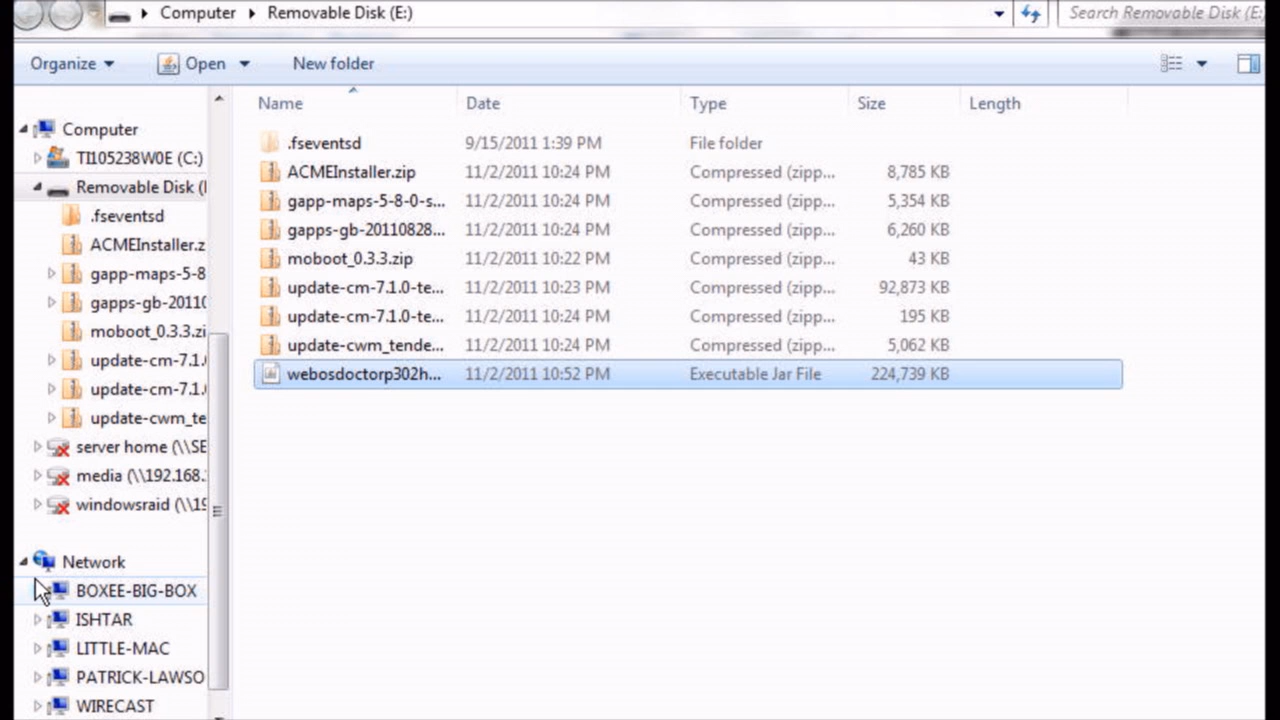 Computer Removable Disk (E:) Search Removable Disk (E:
Organize Open New folder
Name Date Type Size Length
Computer
TI105238W0E (C:)
Removable Disk (
.fseventsd
ACMEInstaller.z
gapp-maps-5-8
gapps-gb-20110
moboot_0.3.3.zi
update-cm-7.1.
update-cm-7.1.
update-cwm_te
server home (\\SE
media (\\192.168.
windowsraid (\\19
Network
BOXEE-BIG-BOX
ISHTAR
LITTLE-MAC
PATRICK-LAWSO
WIRECAST
.fseventsd 9/15/2011 1:39 PM File folder
ACMEInstaller.zip 11/2/2011 10:24 PM Compressed (zipp... 8,785 KB
gapp-maps-5-8-0-s... 11/2/2011 10:24 PM Compressed (zipp... 5,354 KB
gapps-gb-20110828... 11/2/2011 10:24 PM Compressed (zipp... 6,260 KB
moboot_0.3.3.zip 11/2/2011 10:22 PM Compressed (zipp... 43 KB
update-cm-7.1.0-te... 11/2/2011 10:23 PM Compressed (zipp... 92,873 KB
update-cm-7.1.0-te... 11/2/2011 10:24 PM Compressed (zipp... 195 KB
update-cwm_tende... 11/2/2011 10:24 PM Compressed (zipp... 5,062 KB
webosdoctorp302h... 11/2/2011 10:52 PM Executable Jar File 224,739 KB